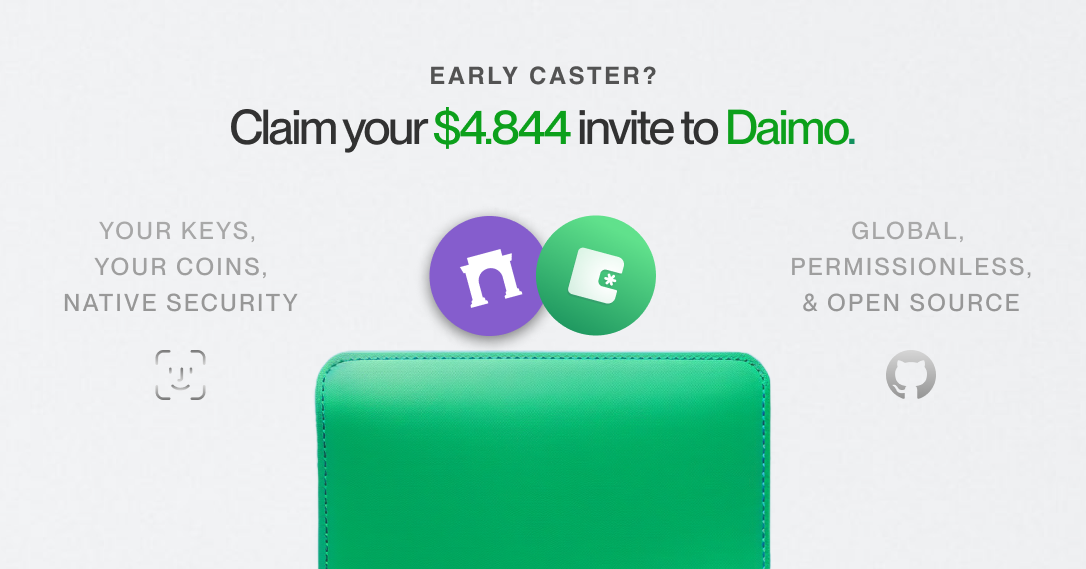 EARLY CASTER?
Claim your $4.844 invite to Daimo.
YOUR KEYS,
YOUR COINS,
NATIVE SECURITY
GLOBAL,
PERMISSIONLESS,
& OPEN SOURCE